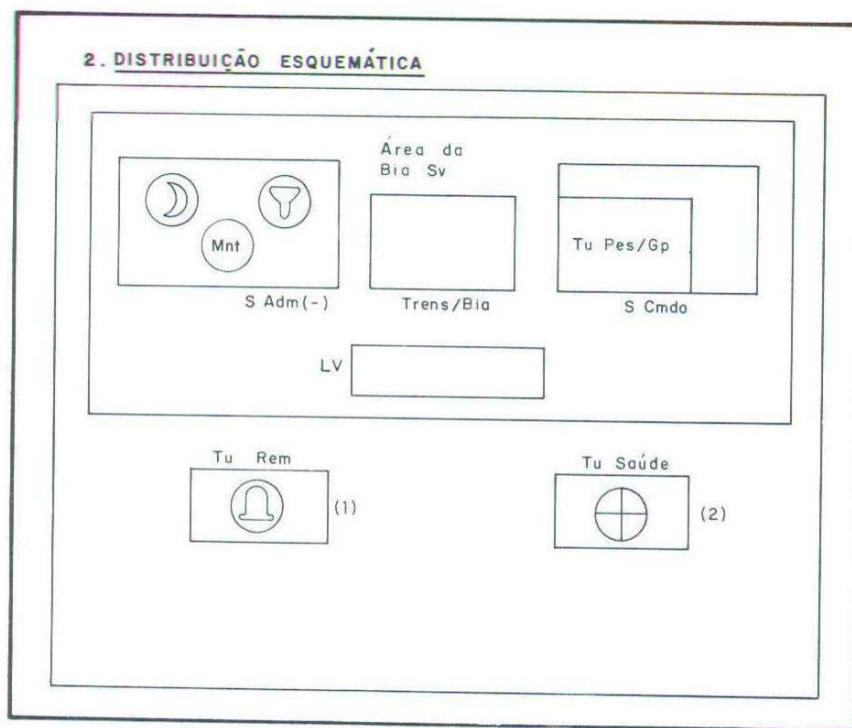 2. DISTRIBUIÇÃO ESQUEMÁTICA
Área da
Bia Sv
Mnt
Tu Pes/Gp
S Adm(-)
Trens/Bia
S Cmdo
LV
Tu Rem
(1)
Tu Saúde
(2)